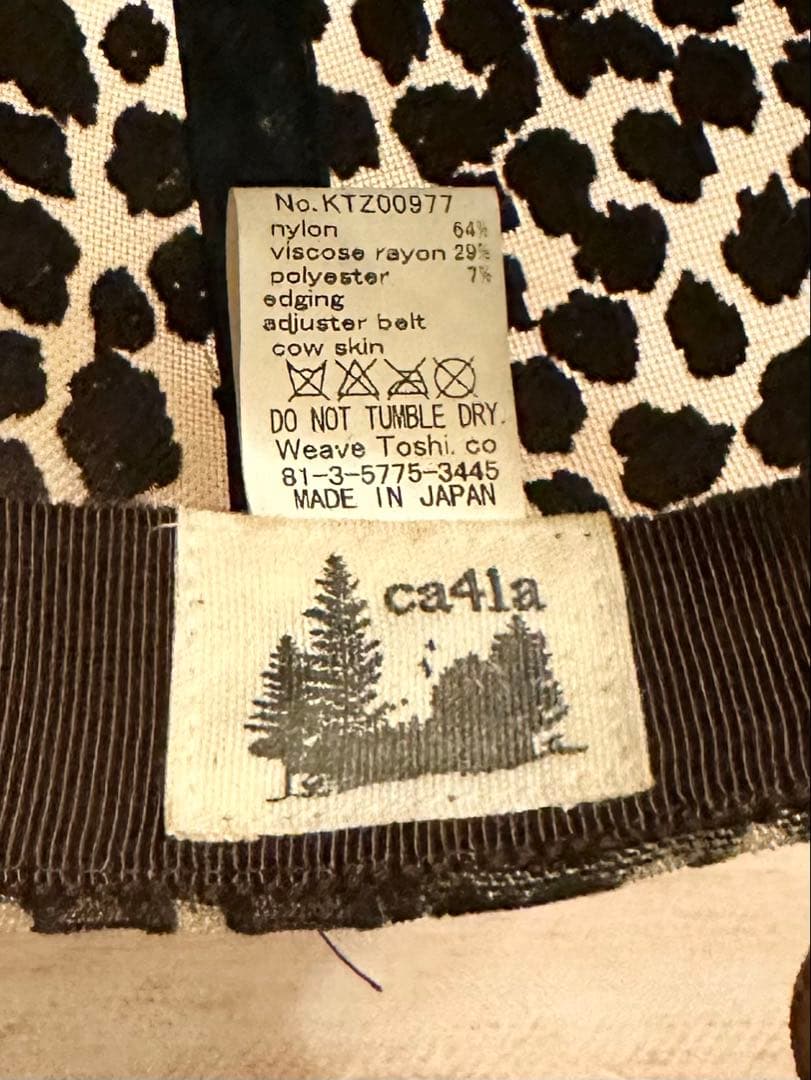 No.KTZ00977
nylon 64%
viscose rayon 29%
polyester 7%
edging
adjuster belt
cow skin
DO NOT TUMBLE DRY.
Weave Toshi. co
81-3-5775-3445
MADE IN JAPAN
ca4la